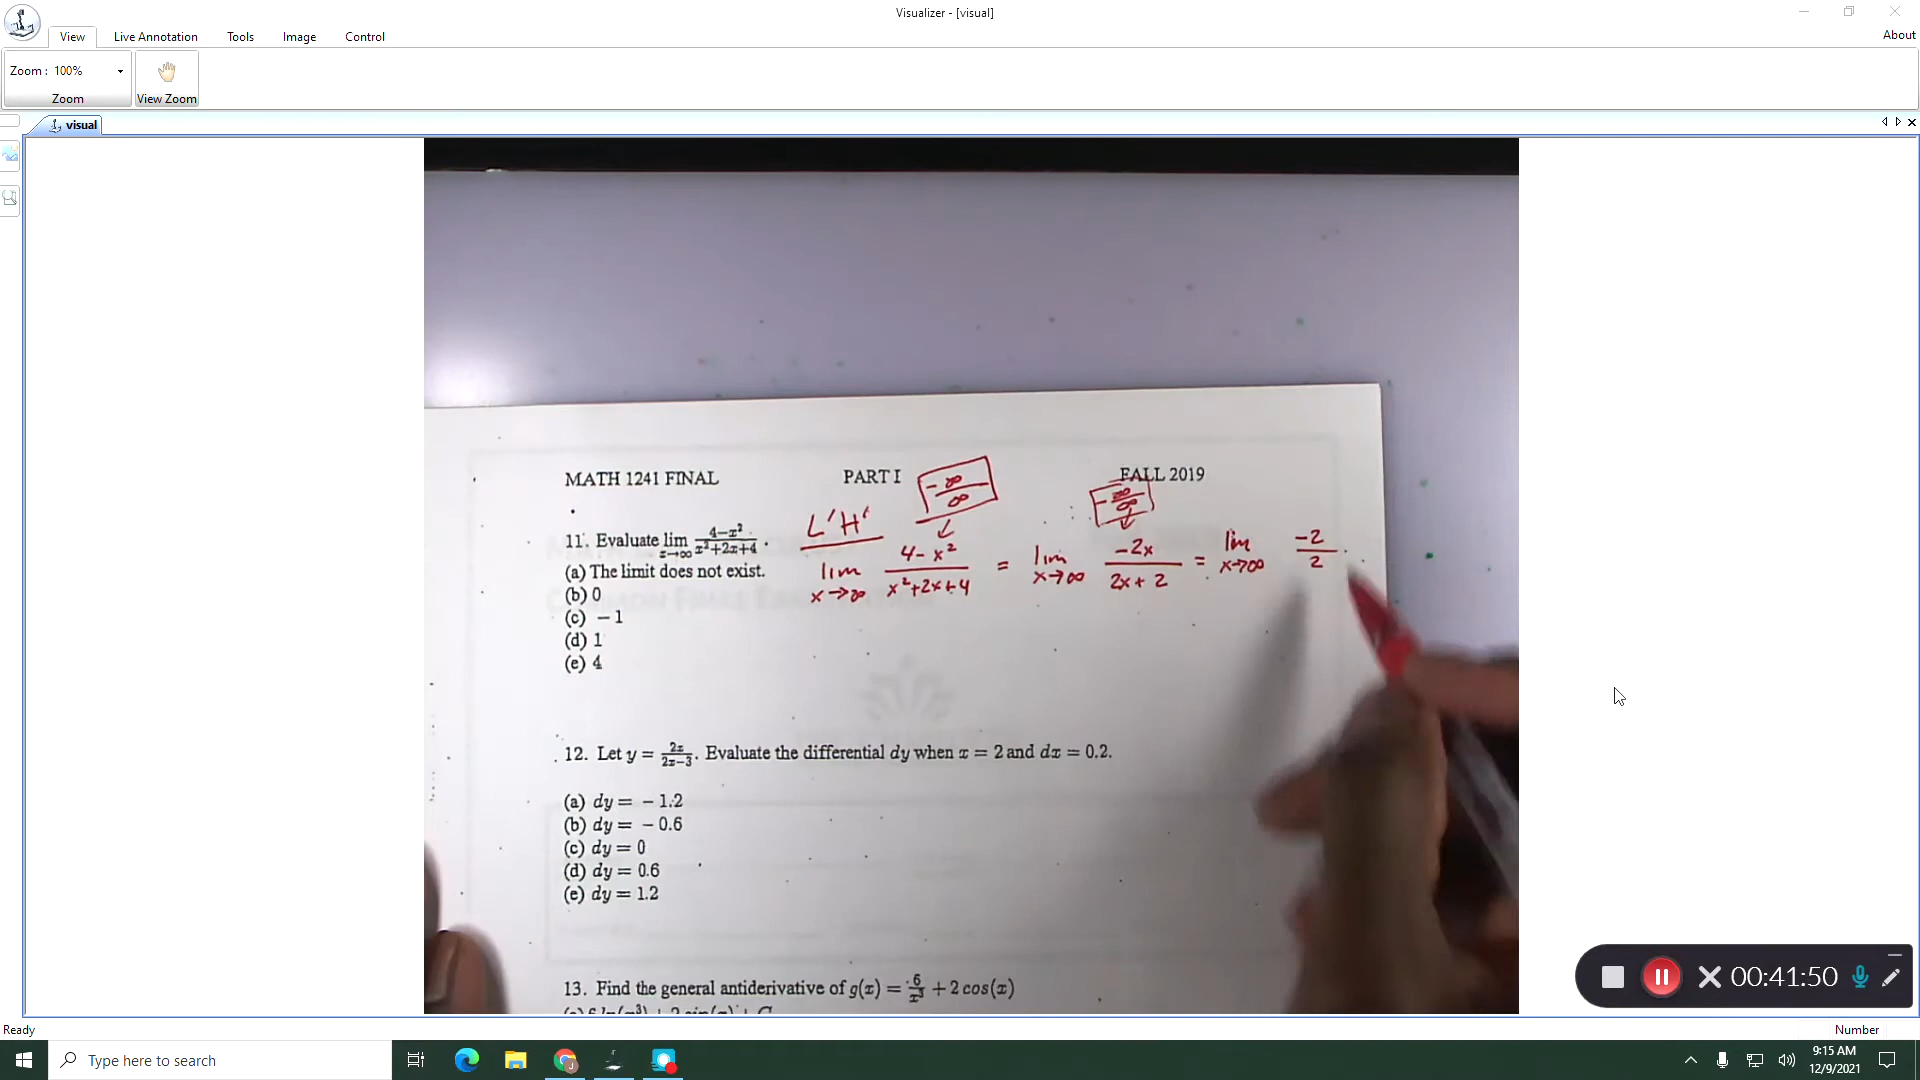 Visualizer - [visual]
View Live Annotation Tools Image Control About
Zoom : 100%
Zoom View Zoom
visual
MATH 1241 FINAL PART I FALL 2019
-∞/∞ -∞/∞
L'H'
11. Evaluate lim x→∞ (4-x²)/(x²+2x+4).
lim x→∞ (4-x²)/(x²+2x+4) = lim x→∞ -2x/(2x+2) = lim x→∞ -2/2
(a) The limit does not exist.
(b) 0
(c) -1
(d) 1
(e) 4
12. Let y = 2x/(2x-3). Evaluate the differential dy when x = 2 and dx = 0.2.
(a) dy = -1.2
(b) dy = -0.6
(c) dy = 0
(d) dy = 0.6
(e) dy = 1.2
13. Find the general antiderivative of g(x) = 6/x³ + 2 cos(x)
00:41:50
Ready Number
Type here to search
9:15 AM
12/9/2021